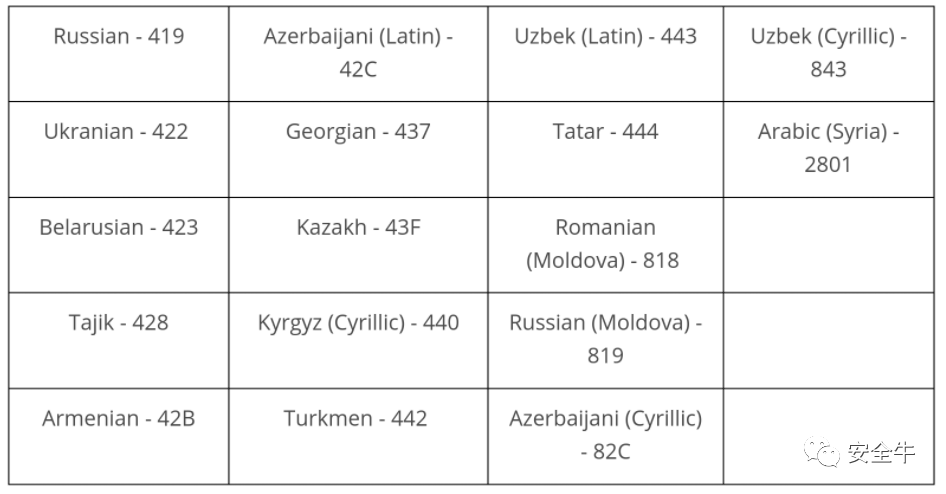 Russian - 419
Azerbaijani (Latin) -
42C
Uzbek (Latin) - 443
Uzbek (Cyrillic) -
843
Ukranian - 422
Georgian - 437
Tatar - 444
Arabic (Syria) -
2801
Belarusian - 423
Kazakh - 43F
Romanian
(Moldova) - 818
Tajik - 428
Kyrgyz (Cyrillic) - 440
Russian (Moldova) -
819
Armenian - 42B
Turkmen - 442
Azerbaijani (Cyrillic)
- 82C
安全牛